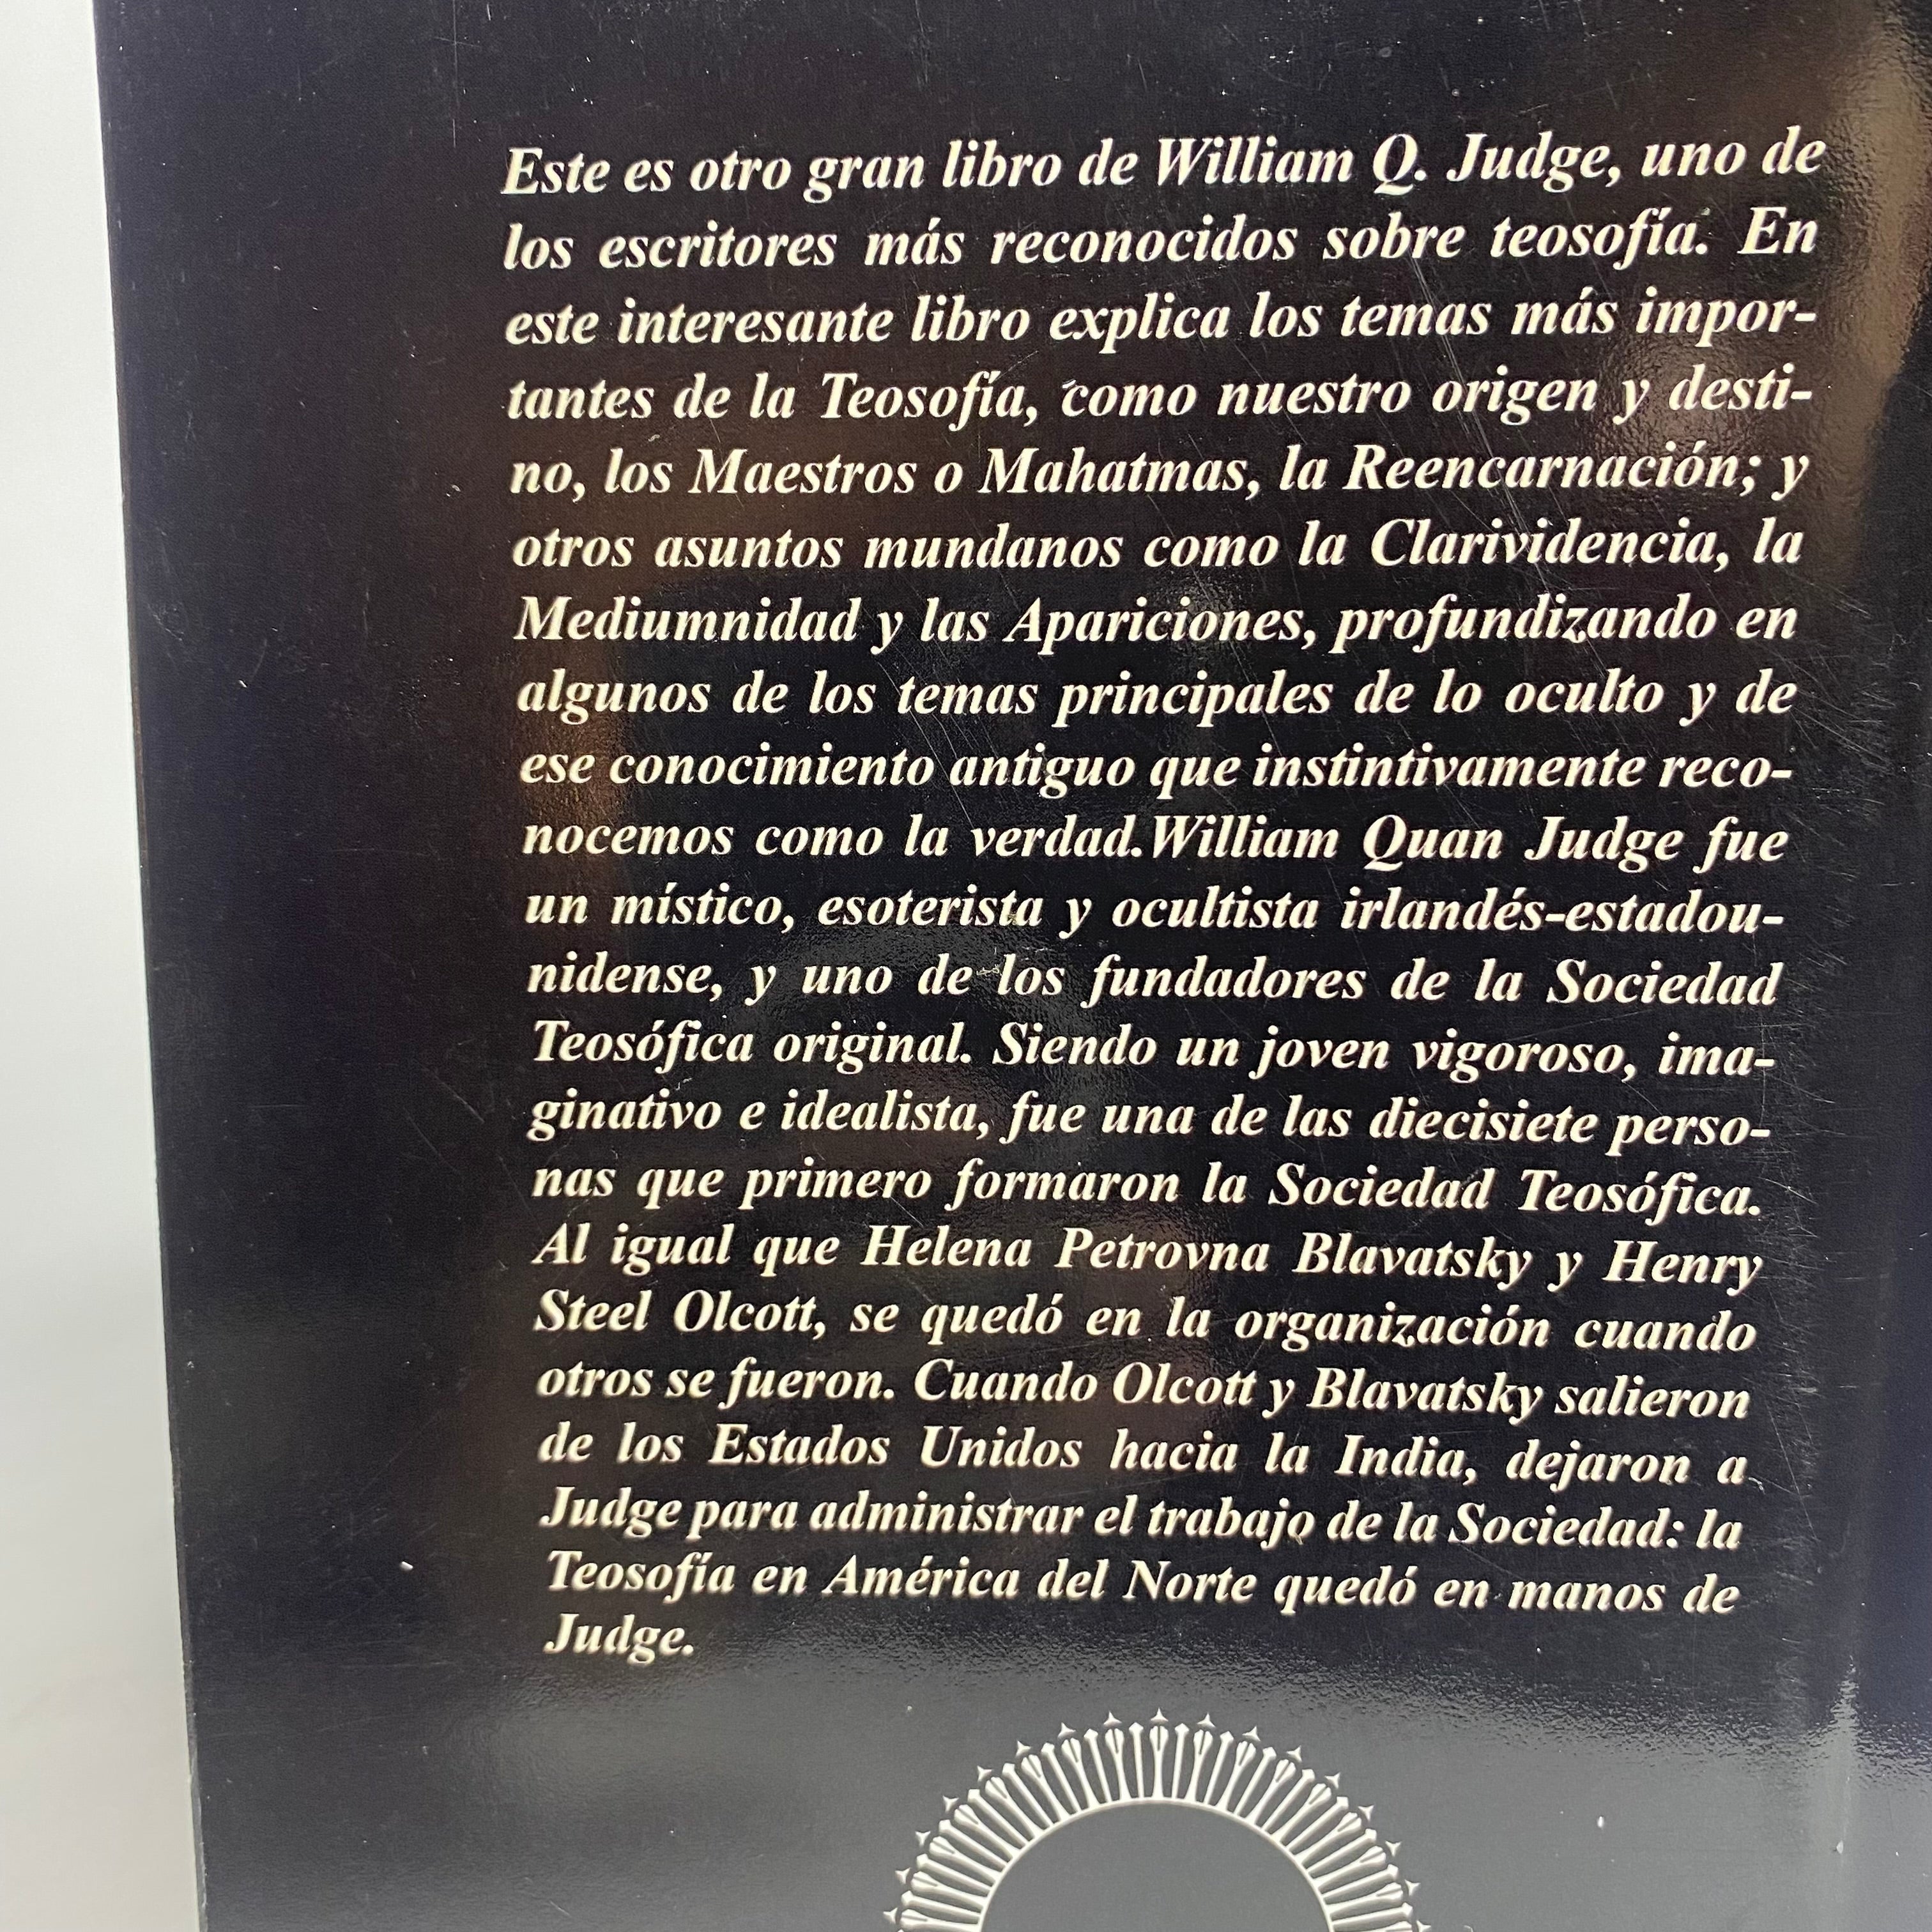 Este es otro gran libro de William Q. Judge, uno de
los escritores más reconocidos sobre teosofía. En
este interesante libro explica los temas más impor-
tantes de la Teosofía, como nuestro origen y desti-
no, los Maestros o Mahatmas, la Reencarnación; y
otros asuntos mundanos como la Clarividencia, la
Mediumnidad y las Apariciones, profundizando en
algunos de los temas principales de lo oculto y de
ese conocimiento antiguo que instintivamente reco-
nocemos como la verdad.William Quan Judge fue
un místico, esoterista y ocultista irlandés-estadou-
nidense, y uno de los fundadores de la Sociedad
Teosófica original. Siendo un joven vigoroso, ima-
ginativo e idealista, fue una de las diecisiete perso-
nas que primero formaron la Sociedad Teosófica.
Al igual que Helena Petrovna Blavatsky y Henry
Steel Olcott, se quedó en la organización cuando
otros se fueron. Cuando Olcott y Blavatsky salieron
de los Estados Unidos hacia la India, dejaron a
Judge para administrar el trabajo de la Sociedad: la
Teosofía en América del Norte quedó en manos de
Judge.